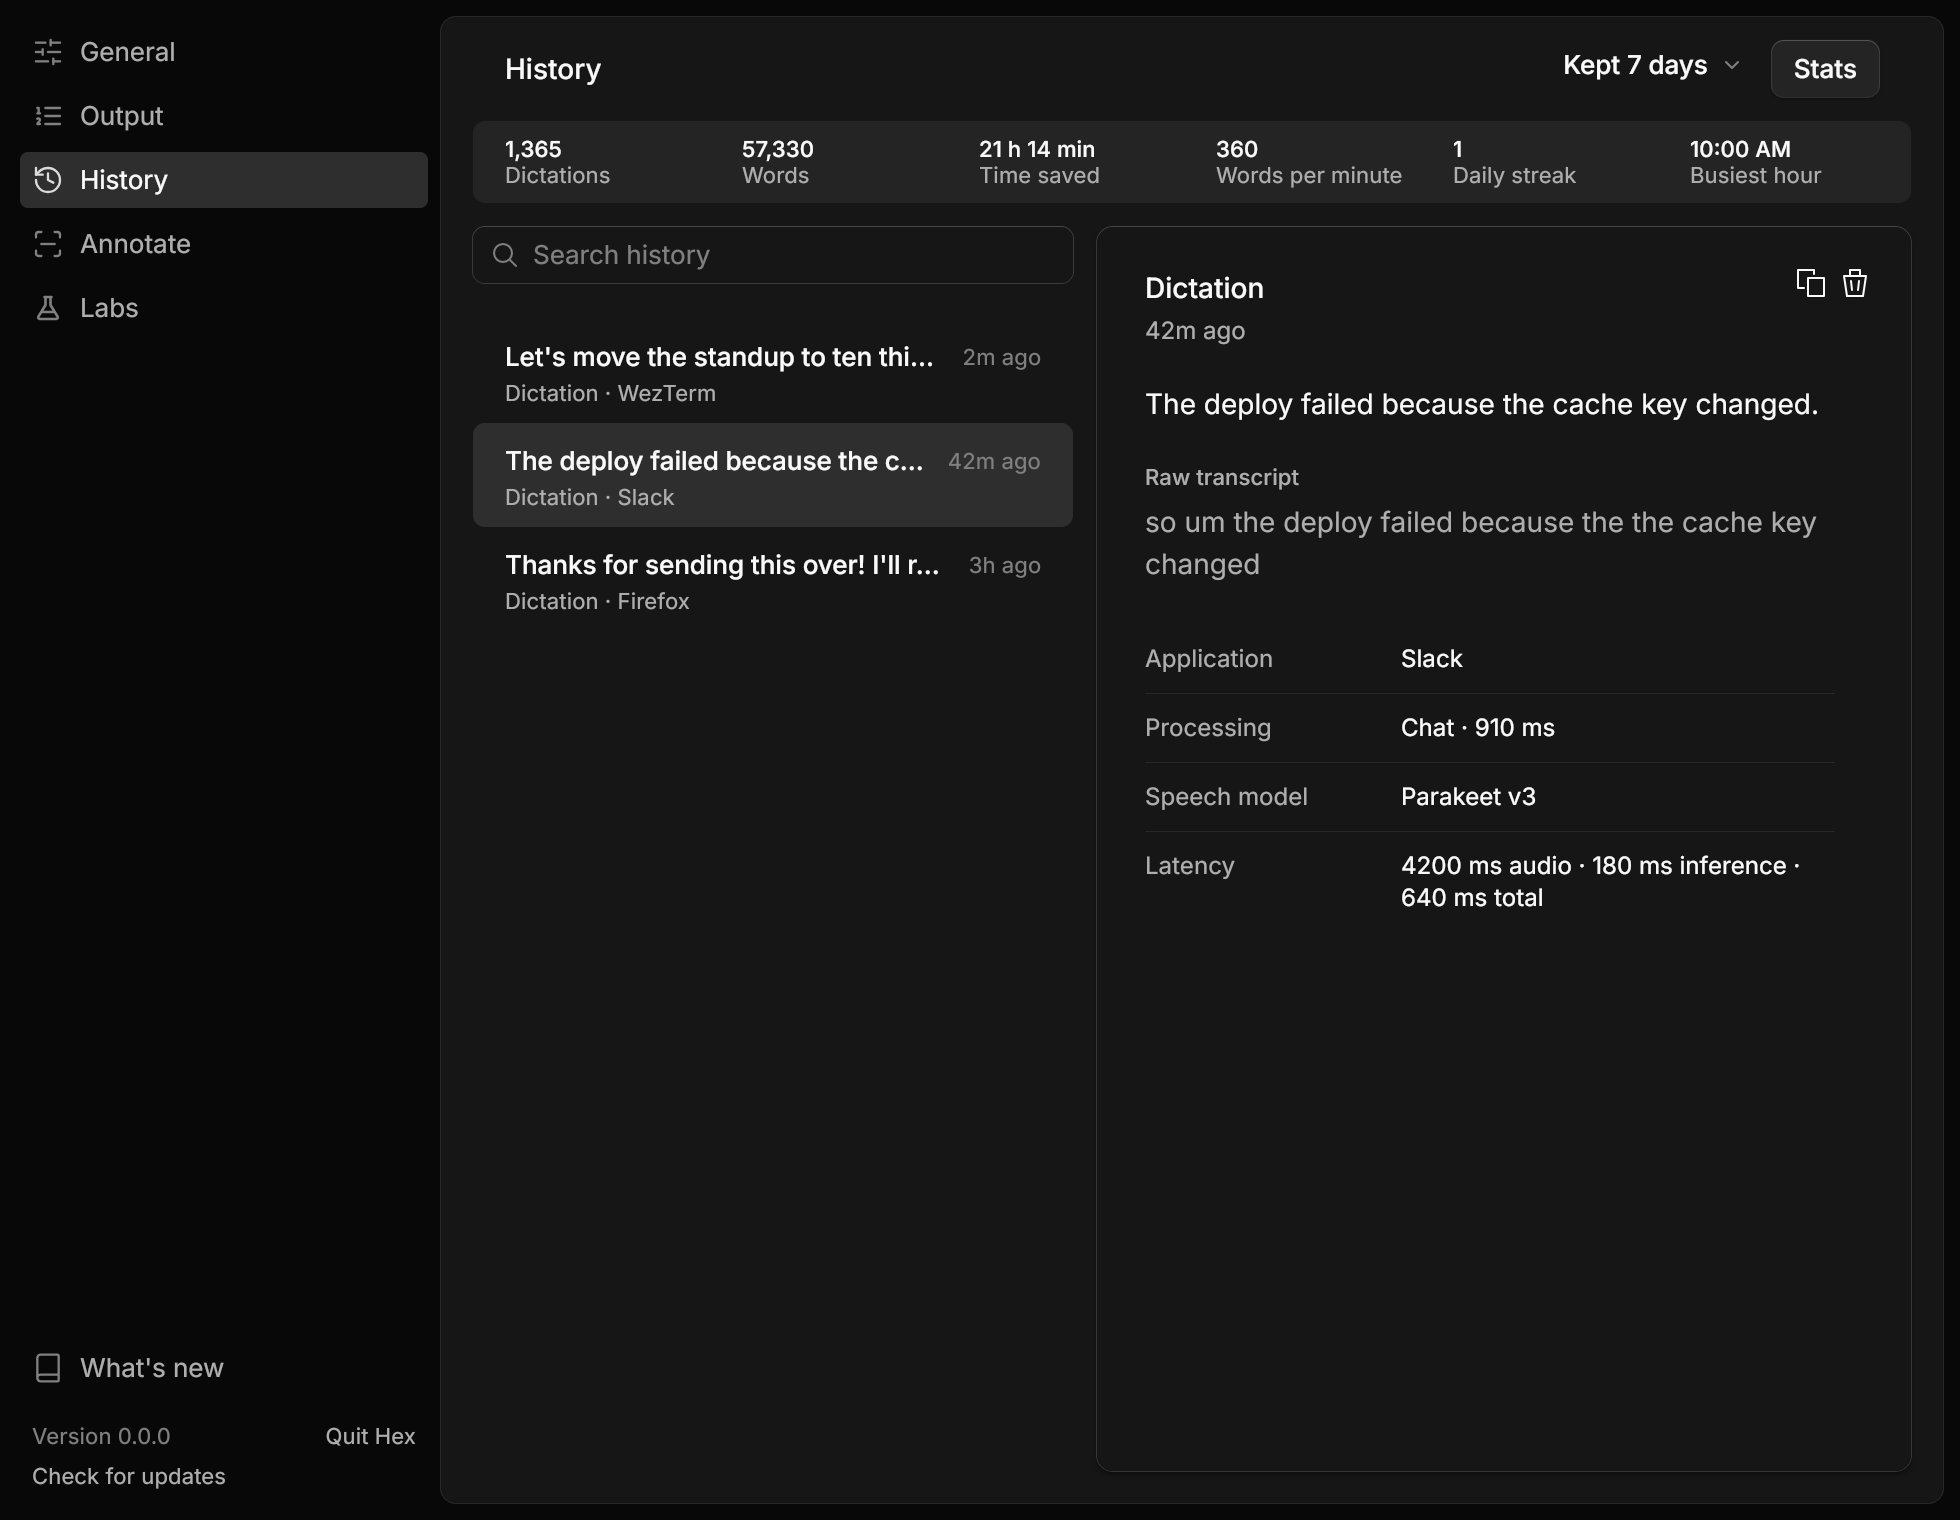 General
Output
History
Annotate
Labs
What's new
Version 0.0.0
Quit Hex
Check for updates
History
Kept 7 days
Stats
1,365
Dictations
57,330
Words
21 h 14 min
Time saved
360
Words per minute
1
Daily streak
10:00 AM
Busiest hour
Search history
Let's move the standup to ten thi... 2m ago
Dictation · WezTerm
The deploy failed because the c... 42m ago
Dictation · Slack
Thanks for sending this over! I'll r... 3h ago
Dictation · Firefox
Dictation
42m ago
The deploy failed because the cache key changed.
Raw transcript
so um the deploy failed because the the cache key
changed
Application Slack
Processing Chat · 910 ms
Speech model Parakeet v3
Latency 4200 ms audio · 180 ms inference ·
640 ms total